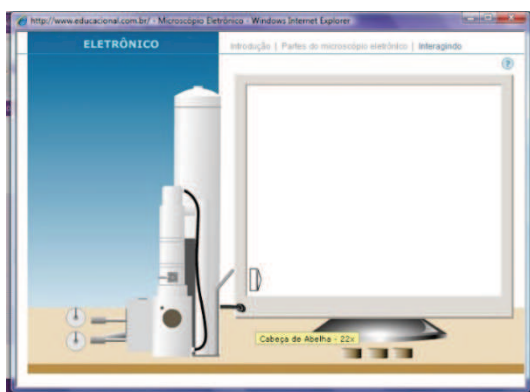 http://www.educacional.com.br/ - Microscópio Eletrônico - Windows Internet Explorer
ELETRÔNICO
Introdução | Partes do microscópio eletrônico | Interagindo
?
Cabeça de Abelha - 22x